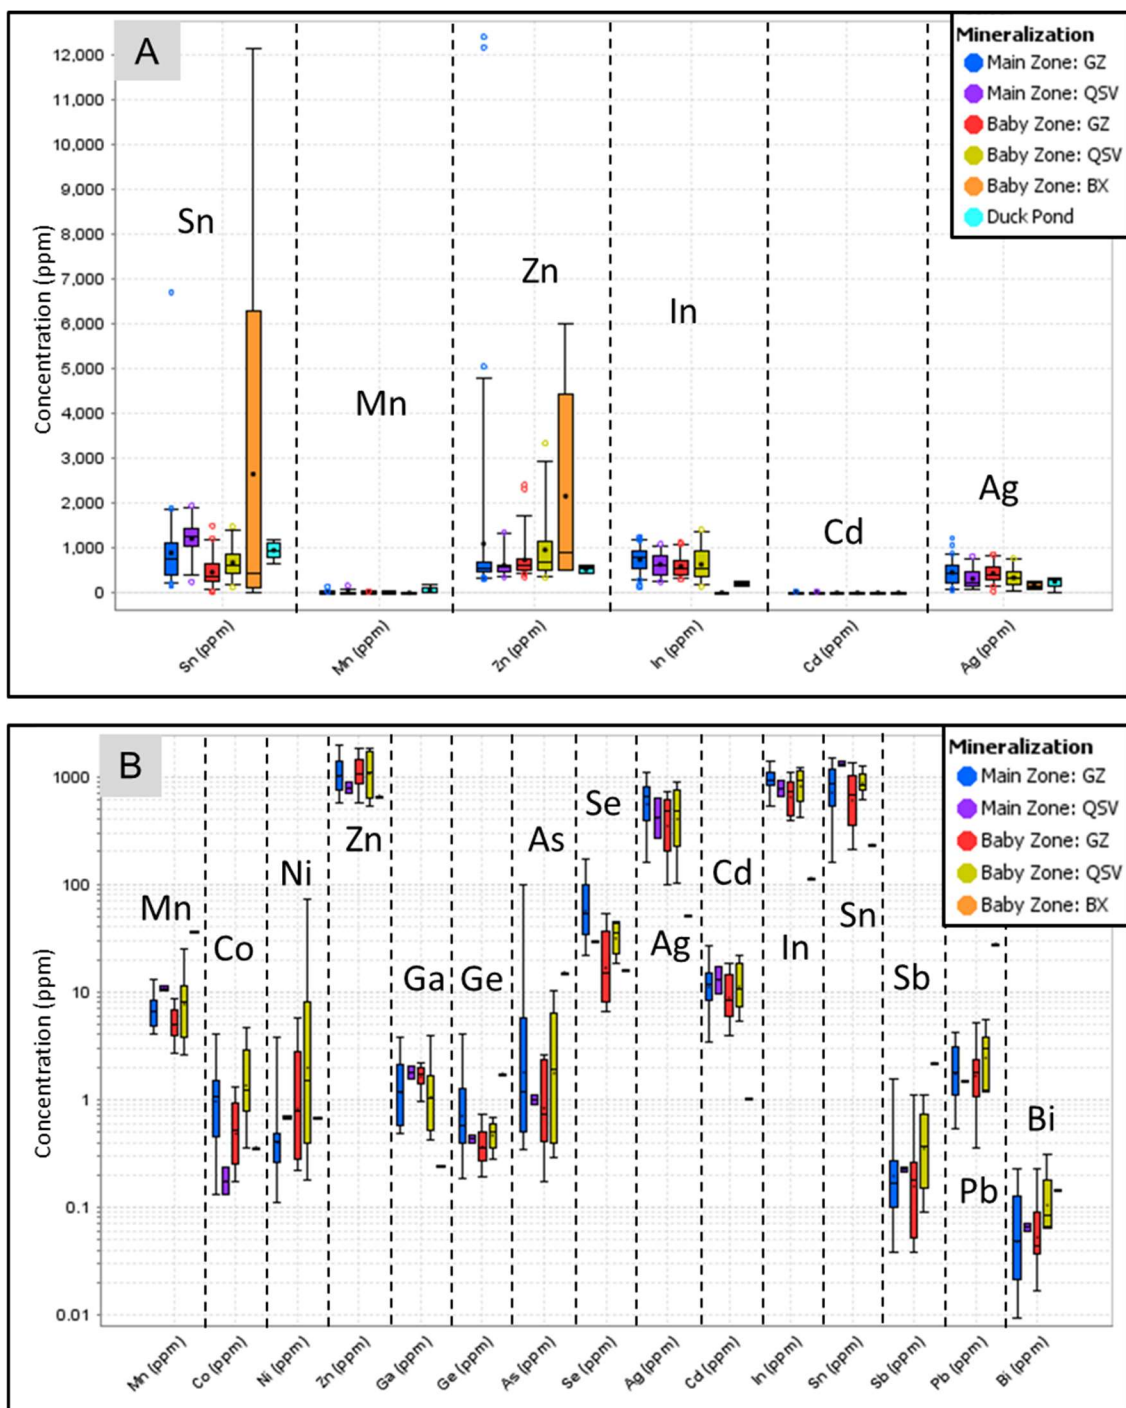 A
Mineralization
Main Zone: GZ
Main Zone: QSV
Baby Zone: GZ
Baby Zone: QSV
Baby Zone: BX
Duck Pond
Concentration (ppm)
12,000
11,000
10,000
9,000
8,000
7,000
6,000
5,000
4,000
3,000
2,000
1,000
0
Sn
Mn
Zn
In
Cd
Ag
Sn (ppm)
Mn (ppm)
Zn (ppm)
In (ppm)
Cd (ppm)
Ag (ppm)
B
Mineralization
Main Zone: GZ
Main Zone: QSV
Baby Zone: GZ
Baby Zone: QSV
Baby Zone: BX
Concentration (ppm)
1000
100
10
1
0.1
0.01
Mn
Co
Ni
Zn
Ga
Ge
As
Se
Ag
Cd
In
Sn
Sb
Pb
Bi
Mn (ppm)
Co (ppm)
Ni (ppm)
Zn (ppm)
Ga (ppm)
Ge (ppm)
As (ppm)
Se (ppm)
Ag (ppm)
Cd (ppm)
In (ppm)
Sn (ppm)
Sb (ppm)
Pb (ppm)
Bi (ppm)